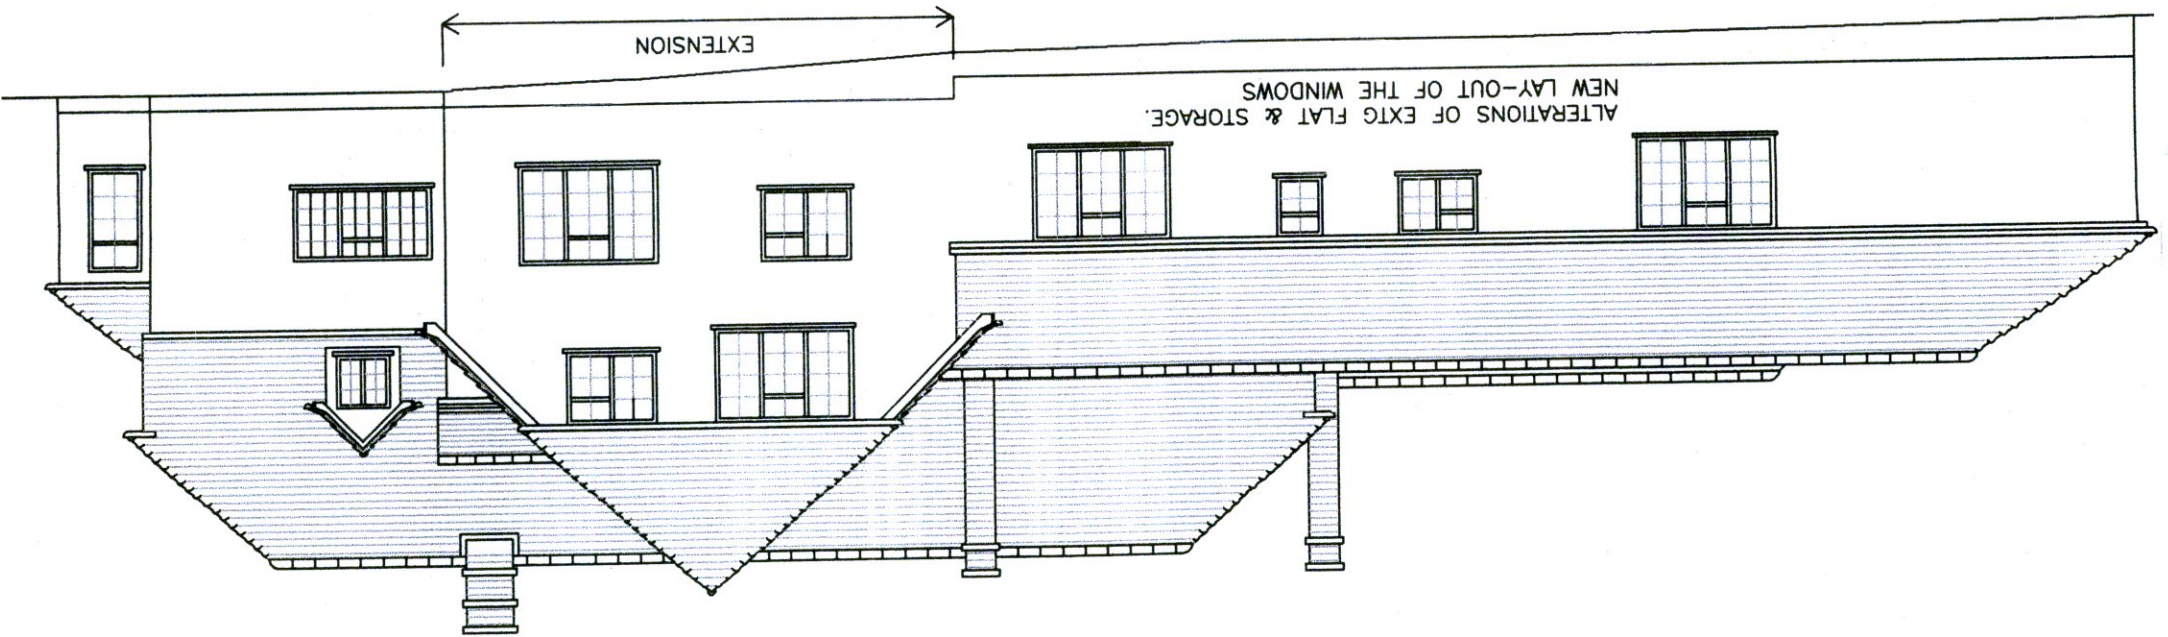 ALTERATIONS OF EXTG FLAT & STORAGE.
NEW LAY-OUT OF THE WINDOWS
EXTENSION